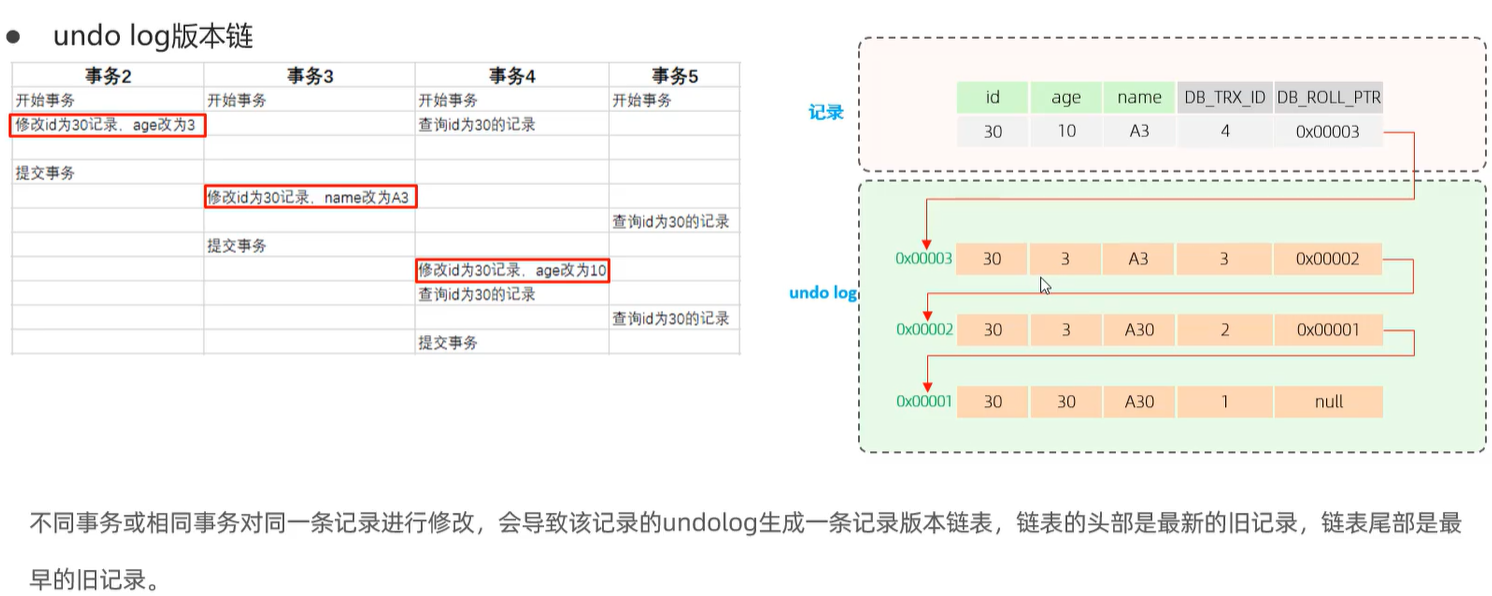 ● undo log版本链
事务2 事务3 事务4 事务5
开始事务 开始事务 开始事务 开始事务
修改id为30记录，age改为3 查询id为30的记录
提交事务
修改id为30记录，name改为A3
查询id为30的记录
提交事务
修改id为30记录，age改为10
查询id为30的记录
查询id为30的记录
提交事务
记录
id age name DB_TRX_ID DB_ROLL_PTR
30 10 A3 4 0x00003
undo log
0x00003 30 3 A3 3 0x00002
0x00002 30 3 A30 2 0x00001
0x00001 30 30 A30 1 null
不同事务或相同事务对同一条记录进行修改，会导致该记录的undolog生成一条记录版本链表，链表的头部是最新的旧记录，链表尾部是最
早的旧记录。